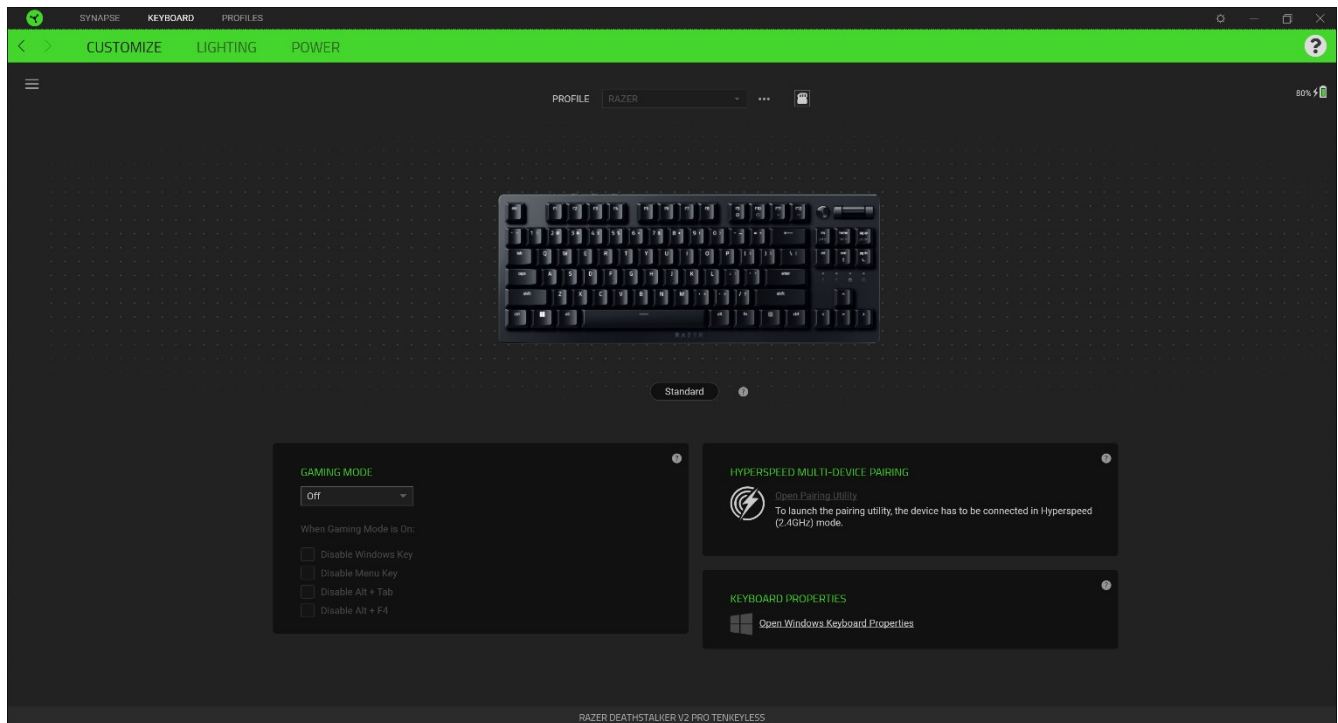 SYNAPSE KEYBOARD PROFILES
CUSTOMIZE LIGHTING POWER
PROFILE RAZER
80%
Standard
GAMING MODE
Off
When Gaming Mode is On:
Disable Windows Key
Disable Menu Key
Disable Alt + Tab
Disable Alt + F4
HYPERSPEED MULTI-DEVICE PAIRING
Open Pairing Utility
To launch the pairing utility, the device has to be connected in Hyperspeed
(2.4GHz) mode.
KEYBOARD PROPERTIES
Open Windows Keyboard Properties
RAZER DEATHSTALKER V2 PRO TENKEYLESS